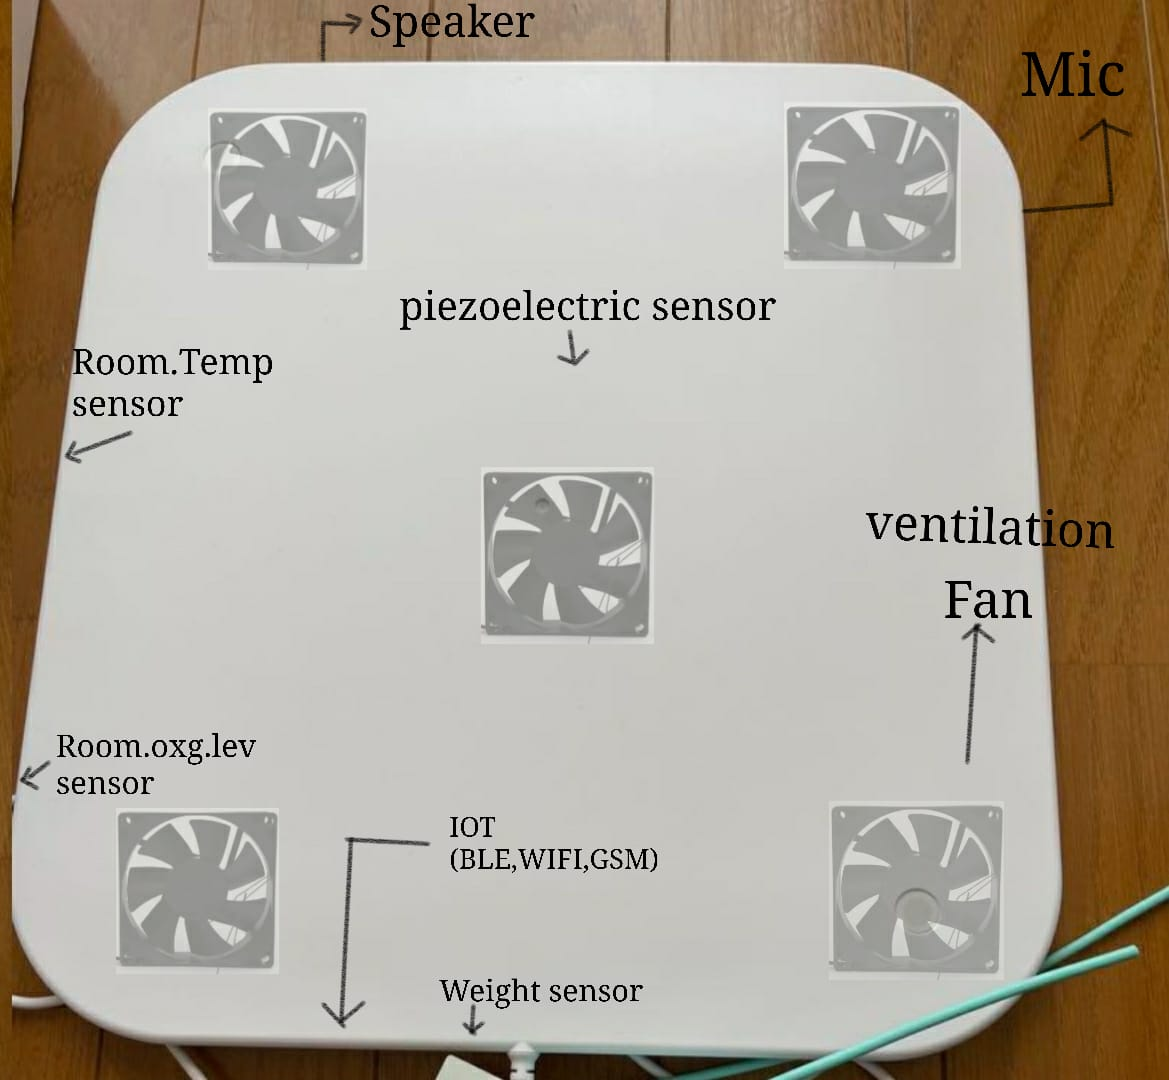 Speaker
Mic
piezoelectric sensor
Room.Temp
sensor
ventilation
Fan
Room.oxg.lev
sensor
IOT
(BLE,WIFI,GSM)
Weight sensor